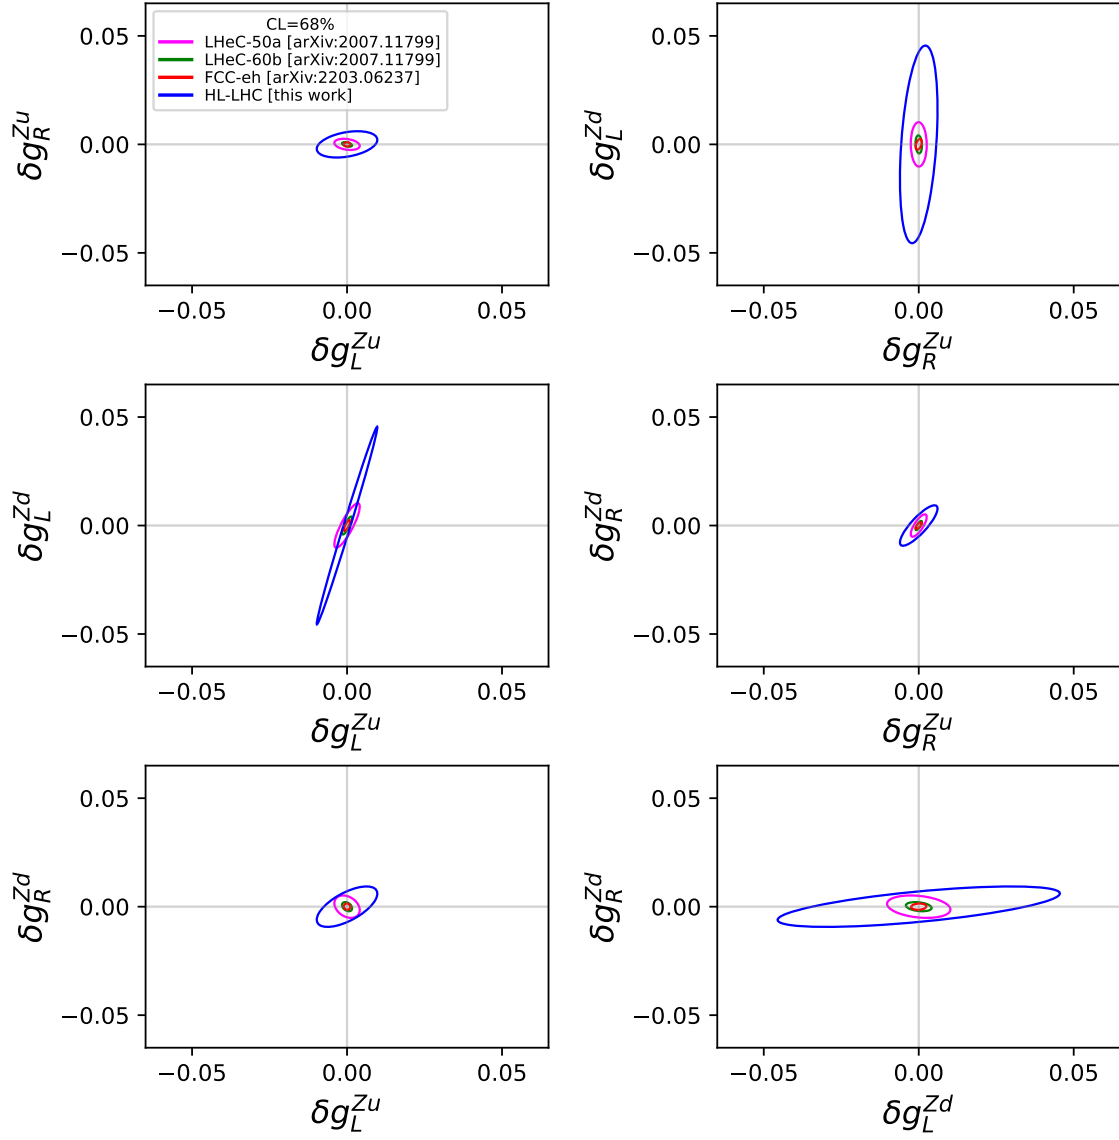 CL=68%
LHeC-50a [arXiv:2007.11799]
LHeC-60b [arXiv:2007.11799]
FCC-eh [arXiv:2203.06237]
HL-LHC [this work]
0.05
0.00
−0.05
δg_R^{Zu}
−0.05 0.00 0.05
δg_L^{Zu}
0.05
0.00
−0.05
δg_L^{Zd}
−0.05 0.00 0.05
δg_R^{Zu}
0.05
0.00
−0.05
δg_L^{Zd}
−0.05 0.00 0.05
δg_L^{Zu}
0.05
0.00
−0.05
δg_R^{Zd}
−0.05 0.00 0.05
δg_R^{Zu}
0.05
0.00
−0.05
δg_R^{Zd}
−0.05 0.00 0.05
δg_L^{Zu}
0.05
0.00
−0.05
δg_R^{Zd}
−0.05 0.00 0.05
δg_L^{Zd}